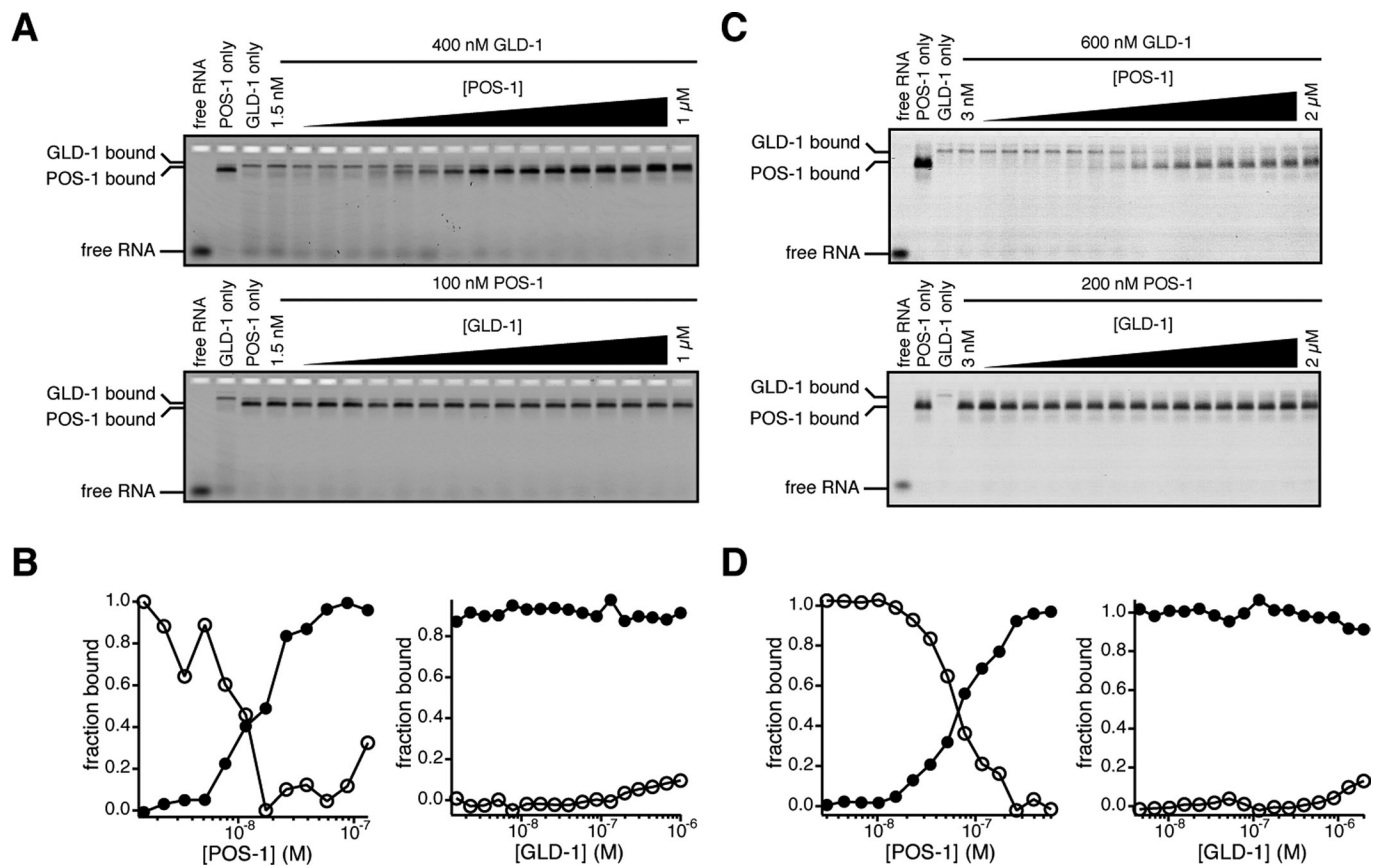 A
400 nM GLD-1
[POS-1]
free RNA
POS-1 only
GLD-1 only
1.5 nM
1 µM
GLD-1 bound
POS-1 bound
free RNA
100 nM POS-1
[GLD-1]
free RNA
GLD-1 only
POS-1 only
1.5 nM
1 µM
GLD-1 bound
POS-1 bound
free RNA
C
600 nM GLD-1
[POS-1]
free RNA
POS-1 only
GLD-1 only
3 nM
2 µM
GLD-1 bound
POS-1 bound
free RNA
200 nM POS-1
[GLD-1]
free RNA
POS-1 only
GLD-1 only
3 nM
2 µM
GLD-1 bound
POS-1 bound
free RNA
B
fraction bound
1.0
0.8
0.6
0.4
0.2
0.0
10⁻⁸
10⁻⁷
[POS-1] (M)
fraction bound
0.8
0.6
0.4
0.2
0.0
10⁻⁸
10⁻⁷
10⁻⁶
[GLD-1] (M)
D
fraction bound
1.0
0.8
0.6
0.4
0.2
0.0
10⁻⁸
10⁻⁷
[POS-1] (M)
fraction bound
1.0
0.8
0.6
0.4
0.2
0.0
10⁻⁸
10⁻⁷
10⁻⁶
[GLD-1] (M)